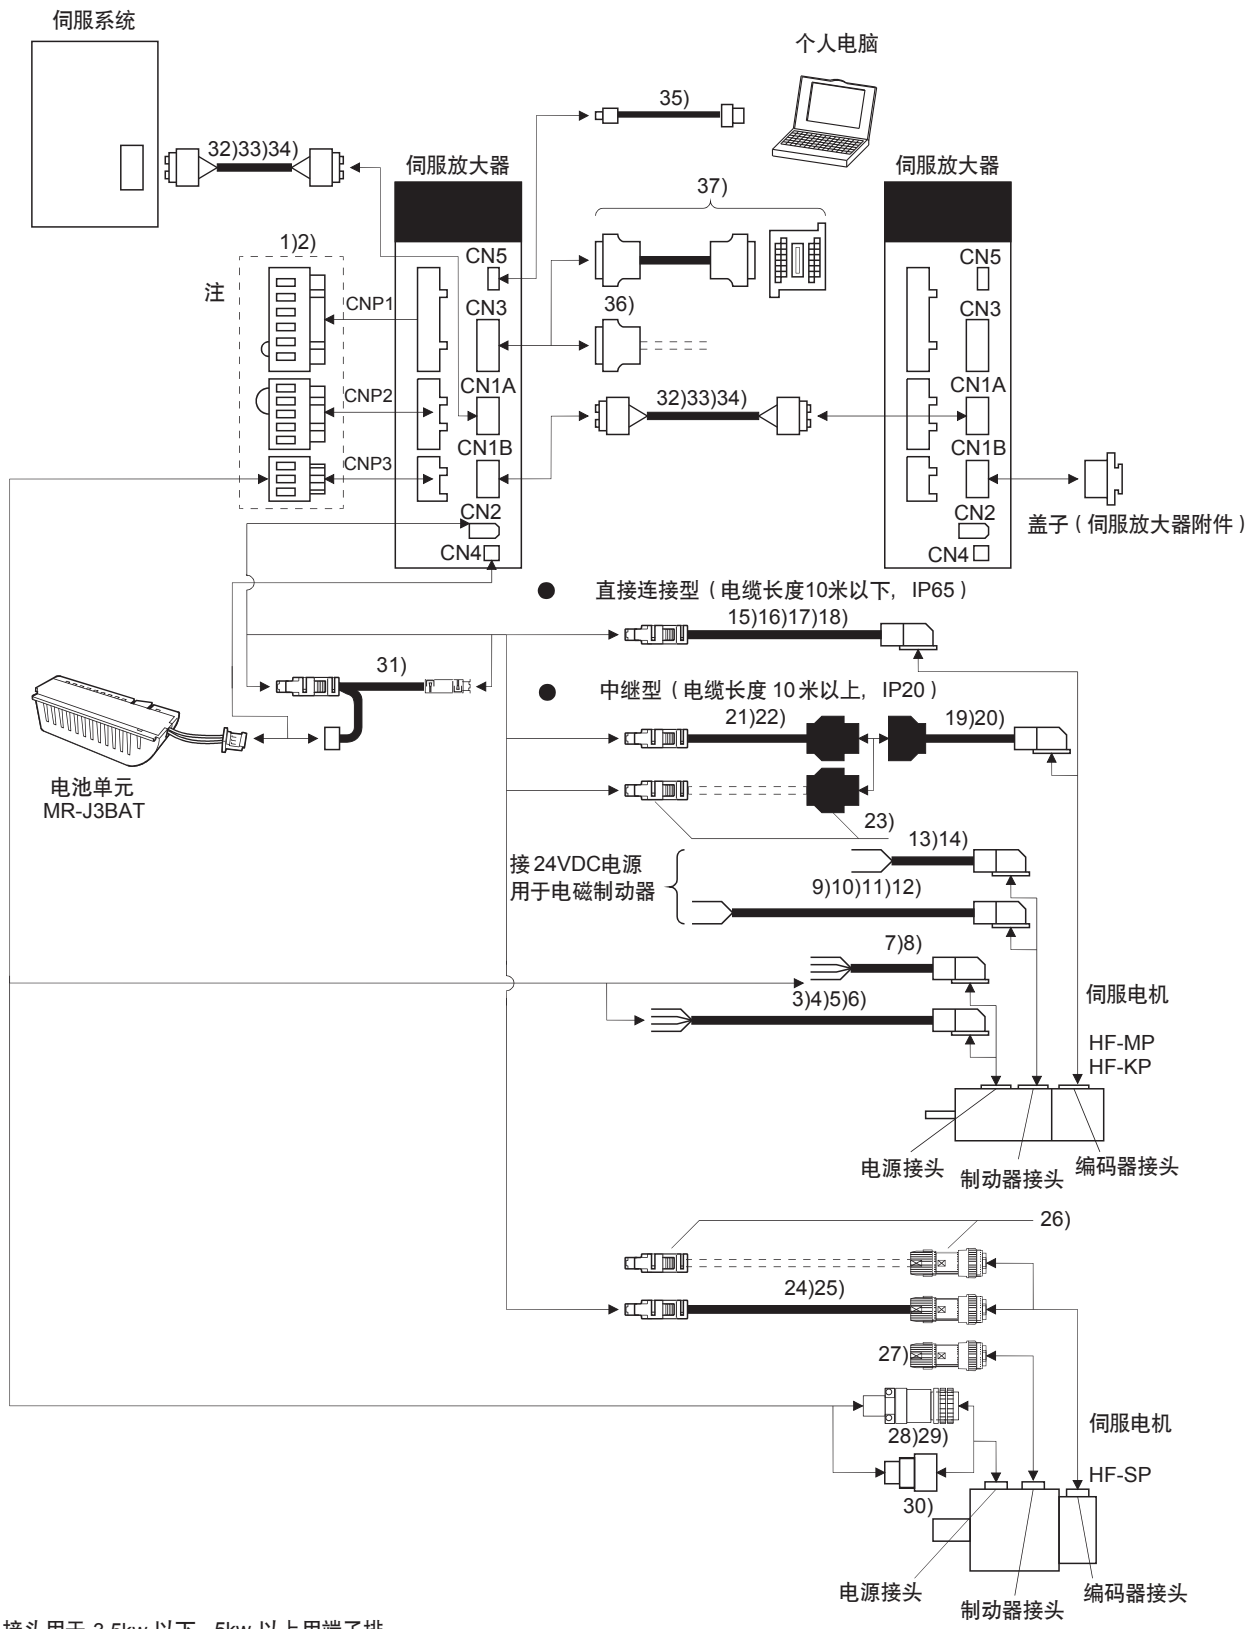 伺服系统
个人电脑
35)
32)33)34)
伺服放大器
伺服放大器
37)
1)2)
注
CN5
CN5
CNP1
CN3
36)
CN3
CN1A
CN1A
CNP2
32)33)34)
CN1B
CN1B
CNP3
CN2
CN2
盖子（伺服放大器附件）
CN4
CN4
● 直接连接型（电缆长度10米以下，IP65）
15)16)17)18)
31)
● 中继型（电缆长度 10 米以上，IP20）
21)22)
19)20)
电池单元
MR-J3BAT
23)
13)14)
接 24VDC电源
用于电磁制动器
9)10)11)12)
7)8)
3)4)5)6)
伺服电机
HF-MP
HF-KP
电源接头
制动器接头
编码器接头
26)
24)25)
27)
28)29)
伺服电机
HF-SP
30)
电源接头
制动器接头
编码器接头